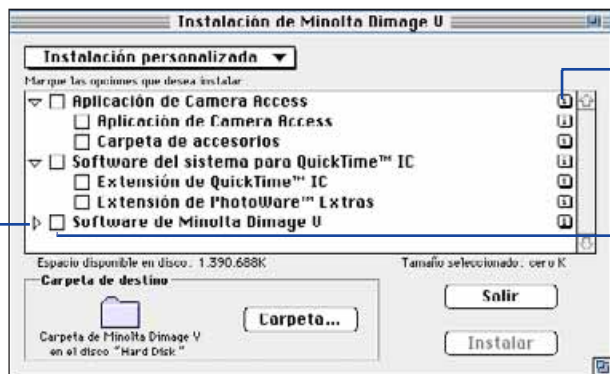 Instalación de Minolta Dimage V
Instalación personalizada
Marque las opciones que desea instalar
Aplicación de Camera Access
Aplicación de Camera Access
Carpeta de accesorios
Software del sistema para QuickTime™ IC
Extensión de QuickTime™ IC
Extensión de PhotoWare™ Extras
Software de Minolta Dimage V
Espacio disponible en disco: 1.390.688K
Tamaño seleccionado: cero K
Carpeta de destino
Carpeta de Minolta Dimage V
en el disco "Hard Disk"
Carpeta...
Salir
Instalar